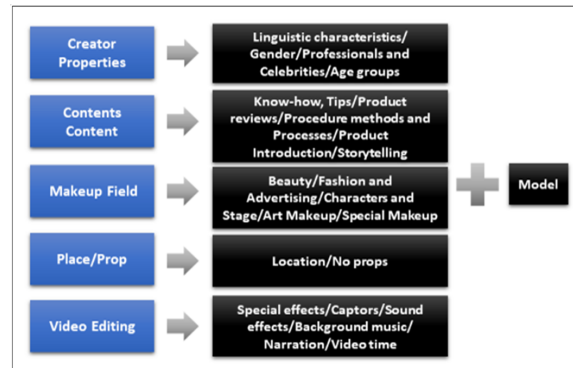 Creator
Properties
Linguistic characteristics/
Gender/Professionals and
Celebrities/Age groups
Contents
Content
Know-how, Tips/Product
reviews/Procedure methods and
Processes/Product
Introduction/Storytelling
Makeup Field
Beauty/Fashion and
Advertising/Characters and
Stage/Art Makeup/Special Makeup
Model
Place/Prop
Location/No props
Video Editing
Special effects/Captors/Sound
effects/Background music/
Narration/Video time